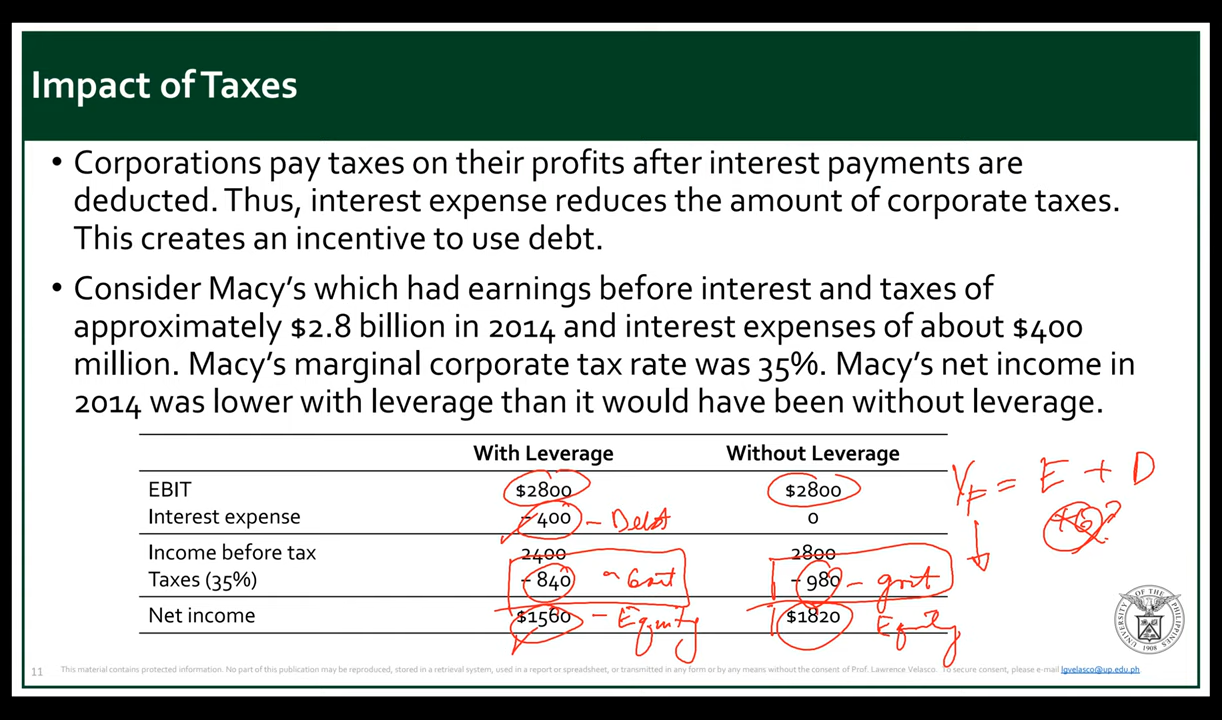 Impact of Taxes
• Corporations pay taxes on their profits after interest payments are
deducted. Thus, interest expense reduces the amount of corporate taxes.
This creates an incentive to use debt.
• Consider Macy's which had earnings before interest and taxes of
approximately $2.8 billion in 2014 and interest expenses of about $400
million. Macy's marginal corporate tax rate was 35%. Macy's net income in
2014 was lower with leverage than it would have been without leverage.
With Leverage Without Leverage
EBIT $2800 $2800
Interest expense – 400 – Debt 0
Income before tax 2400 2800
Taxes (35%) – 840 – Govt – 980 – govt
Net income $1560 – Equity $1820 Equity
V_F = E + D
+G?
UNIVERSITY OF THE PHILIPPINES
1908
11 This material contains protected information. No part of this publication may be reproduced, stored in a retrieval system, used in a report or spreadsheet, or transmitted in any form or by any means without the consent of Prof. Lawrence Velasco. To secure consent, please e-mail lgvelasco@up.edu.ph